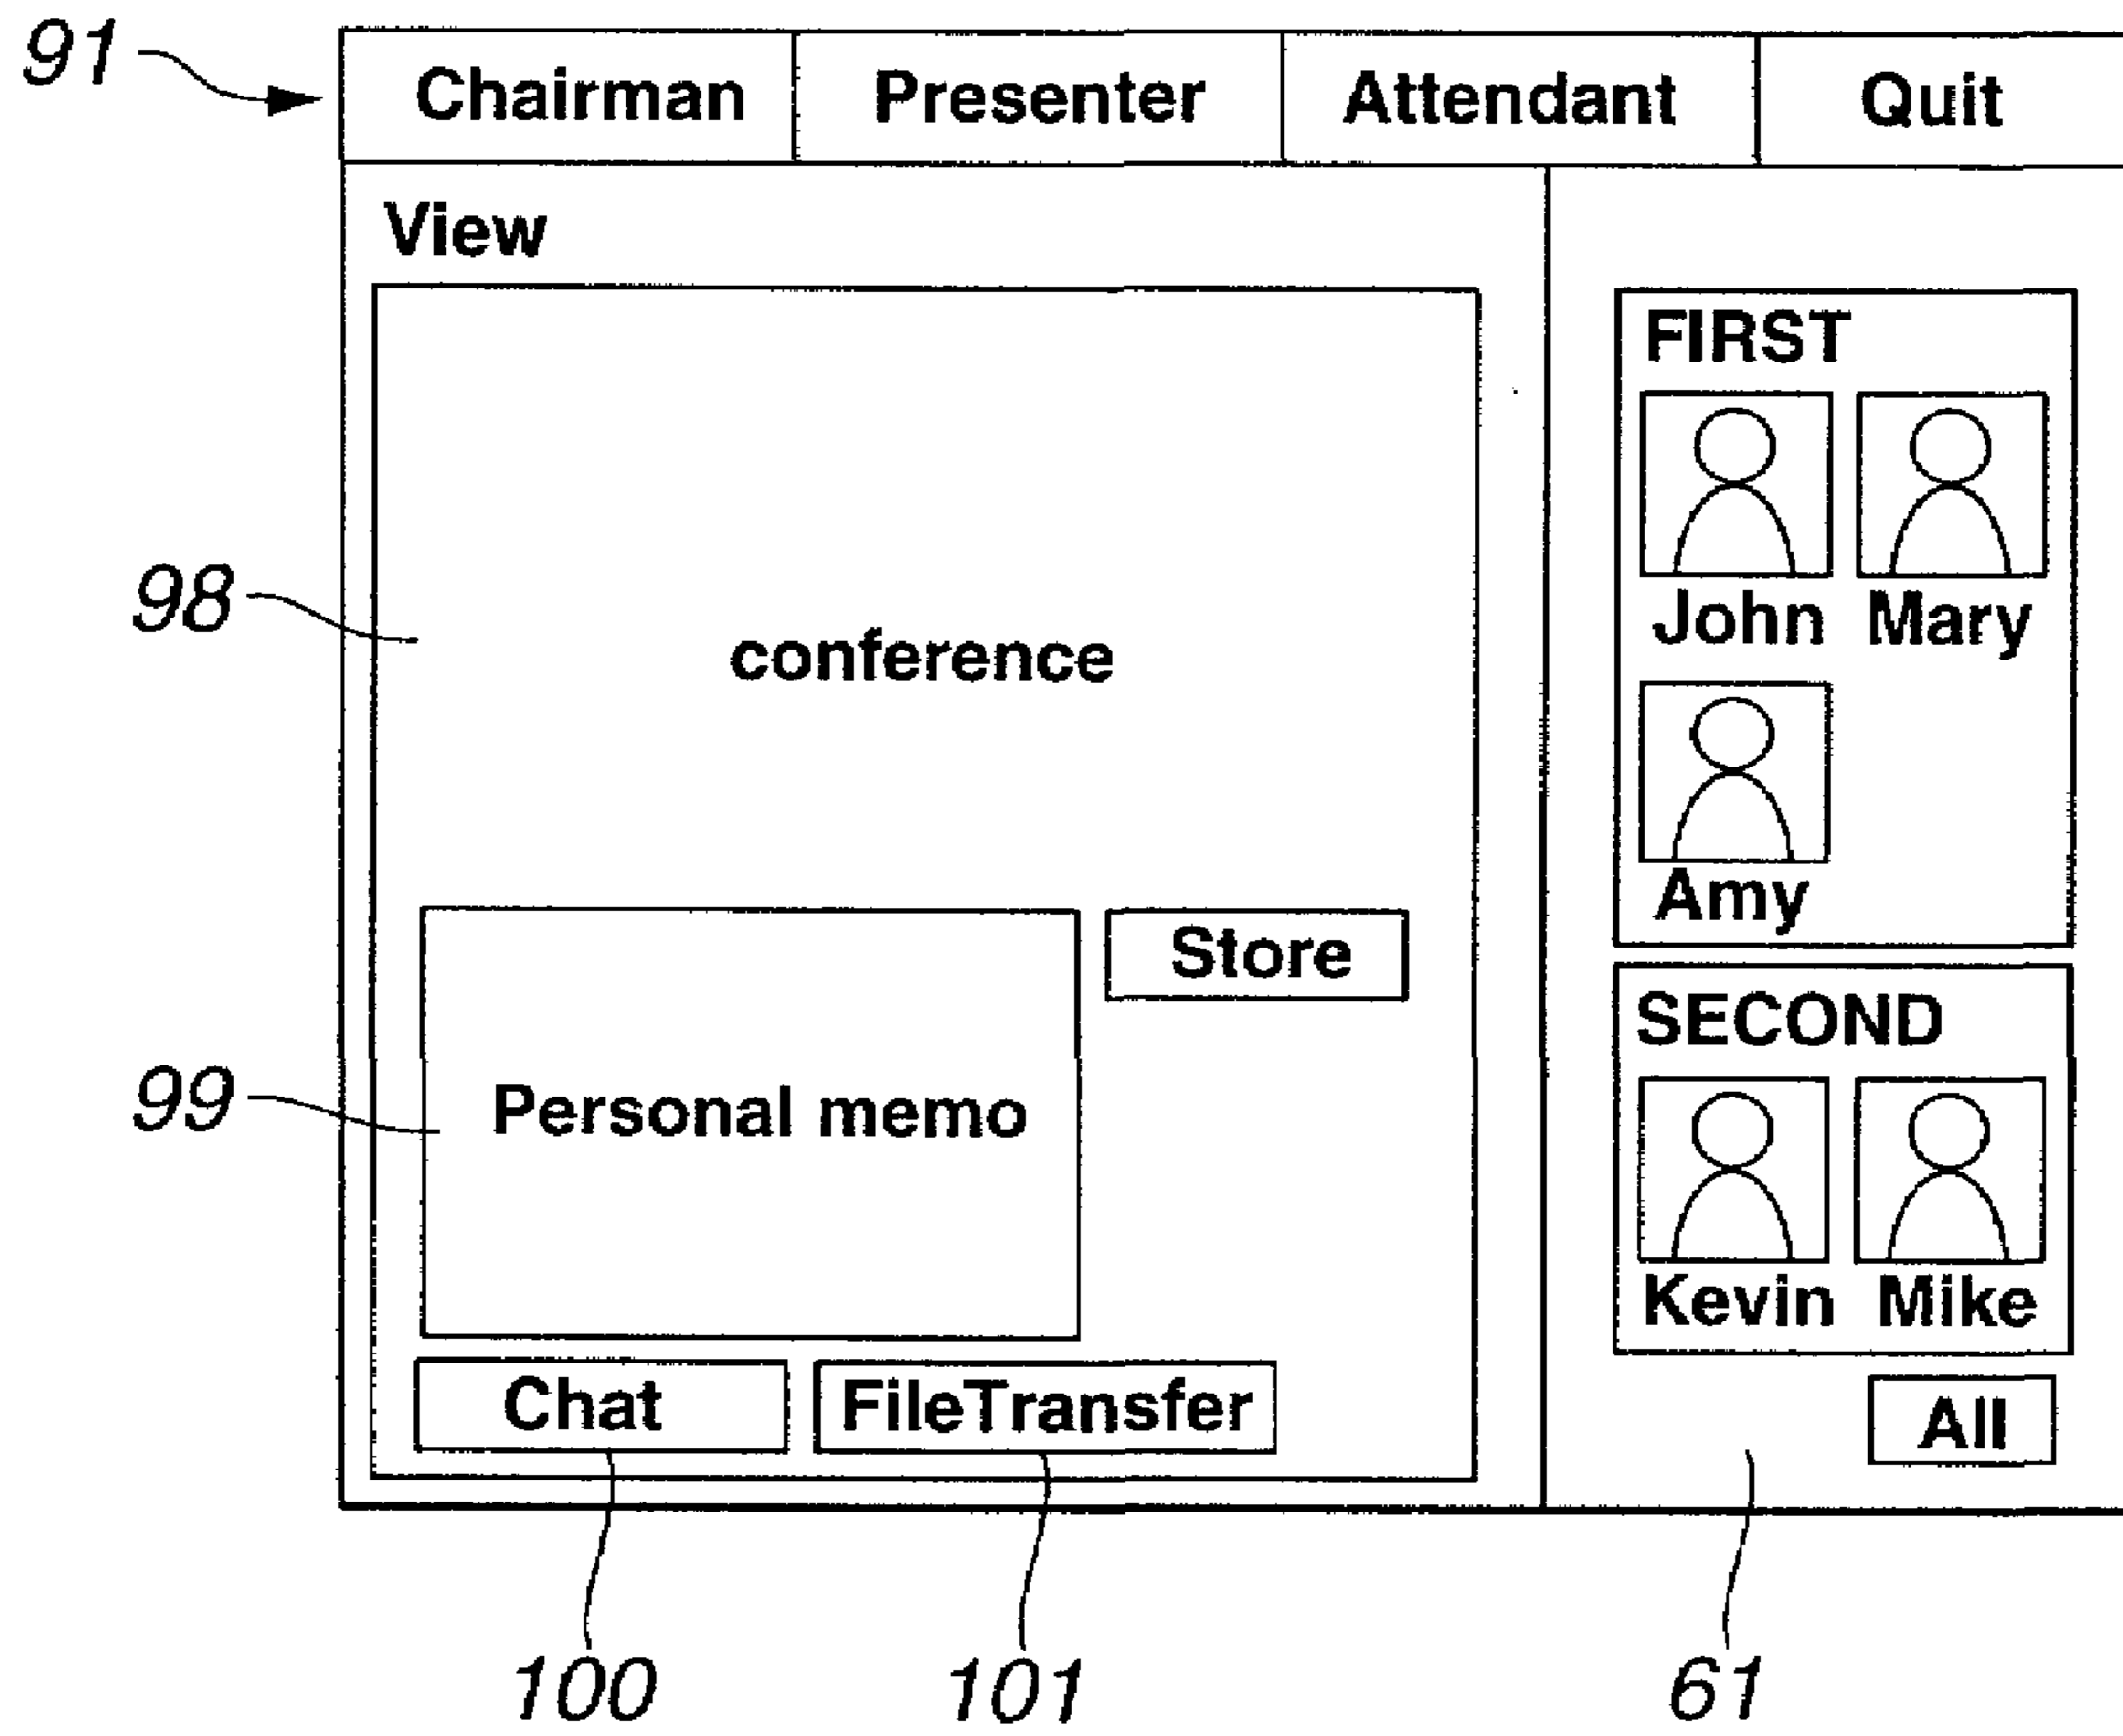 91
Chairman Presenter Attendant Quit
View
FIRST
98
conference
John Mary
Amy
Store
SECOND
99
Personal memo
Kevin Mike
Chat FileTransfer
All
100 101 61